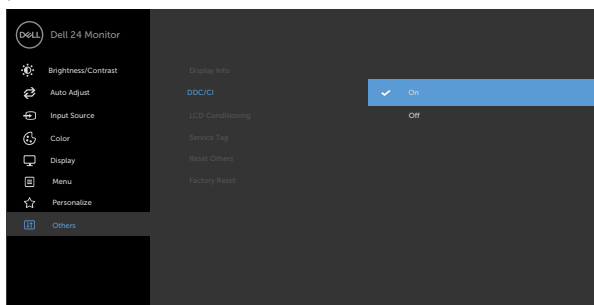 DELL Dell 24 Monitor
Brightness/Contrast Display Info
Auto Adjust DDC/CI On
Input Source LCD Conditioning Off
Color Service Tag
Display Reset Others
Menu Factory Reset
Personalize
Others